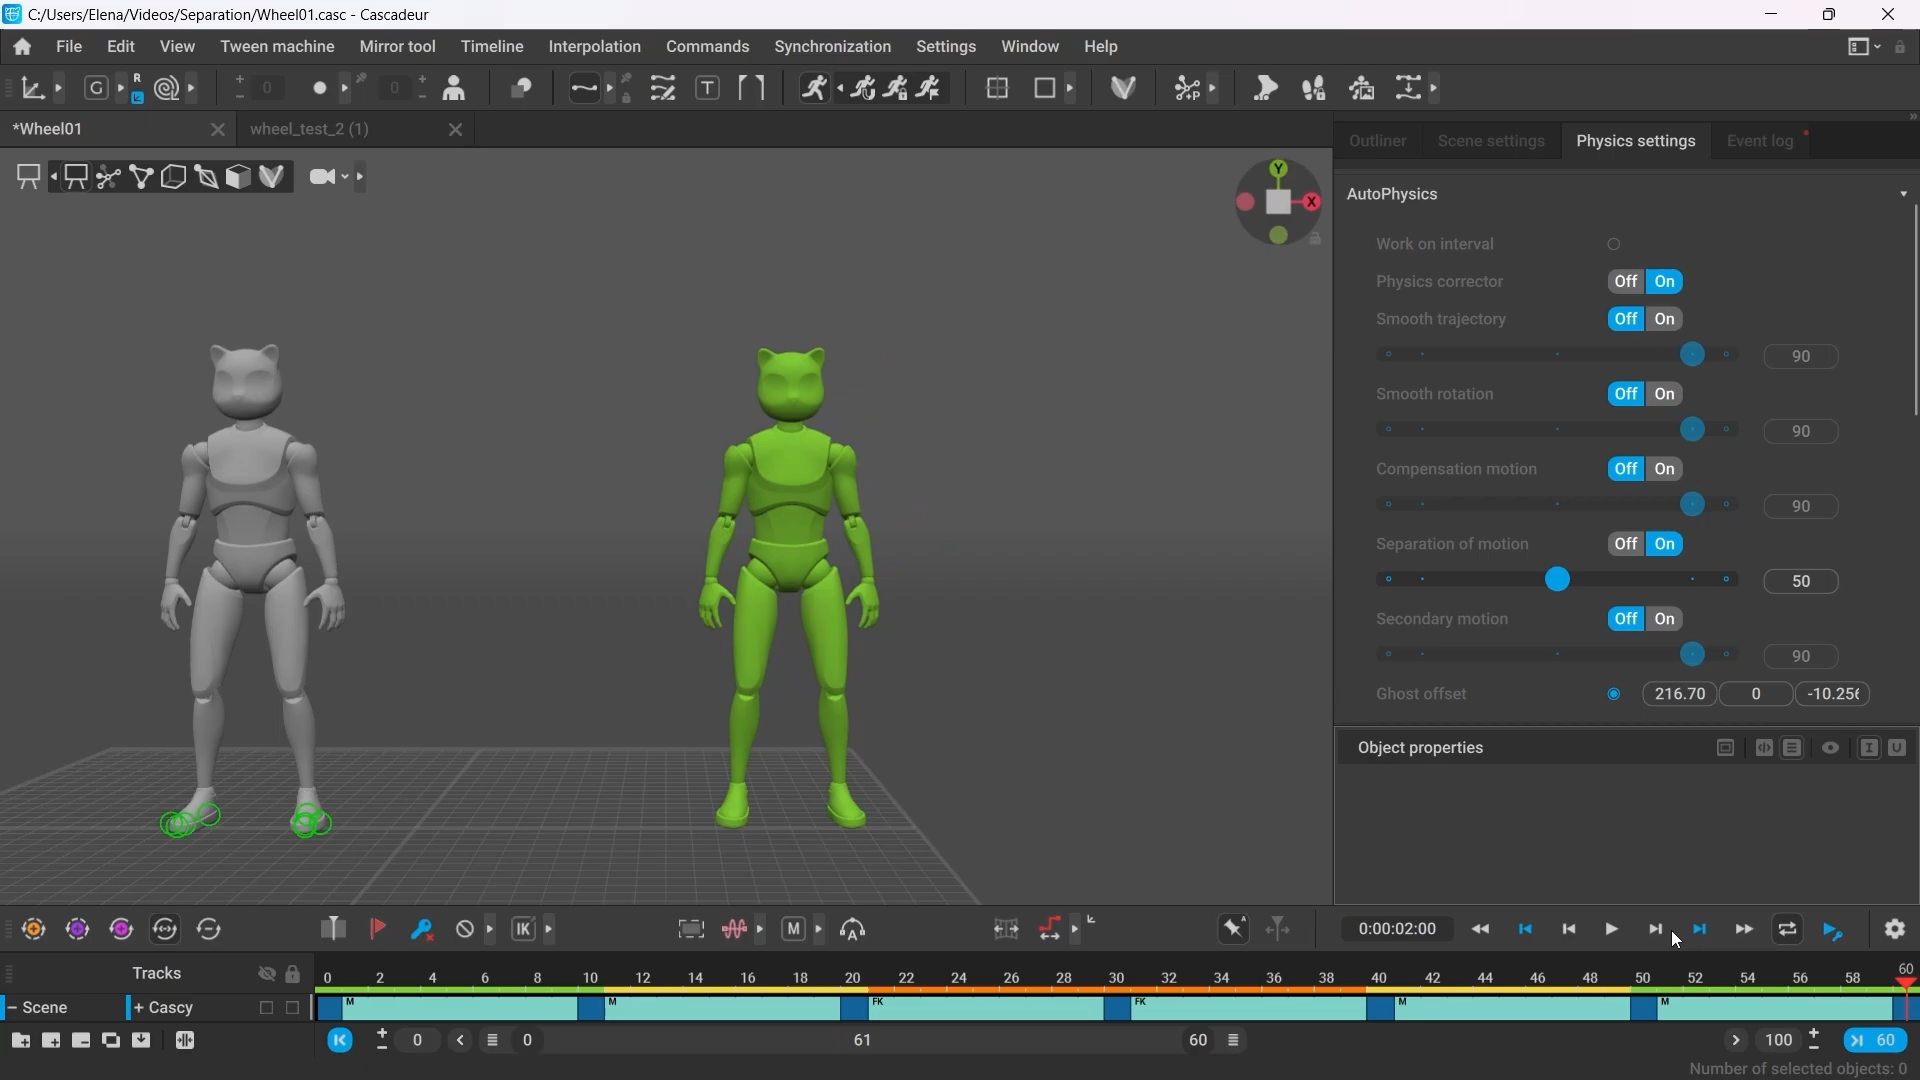 C:/Users/Elena/Videos/Separation/Wheel01.casc - Cascadeur
File Edit View Tween machine Mirror tool Timeline Interpolation Commands Synchronization Settings Window Help
G R 0 0 T P
*Wheel01 wheel_test_2 (1)
Outliner Scene settings Physics settings Event log
Y
X
AutoPhysics
Work on interval
Physics corrector Off On
Smooth trajectory Off On
90
Smooth rotation Off On
90
Compensation motion Off On
90
Separation of motion Off On
50
Secondary motion Off On
90
Ghost offset 216.70 0 -10.256
Object properties I U
IK M A 0:00:02:00
Tracks 0 2 4 6 8 10 12 14 16 18 20 22 24 26 28 30 32 34 36 38 40 42 44 46 48 50 52 54 56 58 60
- Scene + Cascy M M FK FK M M
0 0 61 60 100 60
Number of selected objects: 0